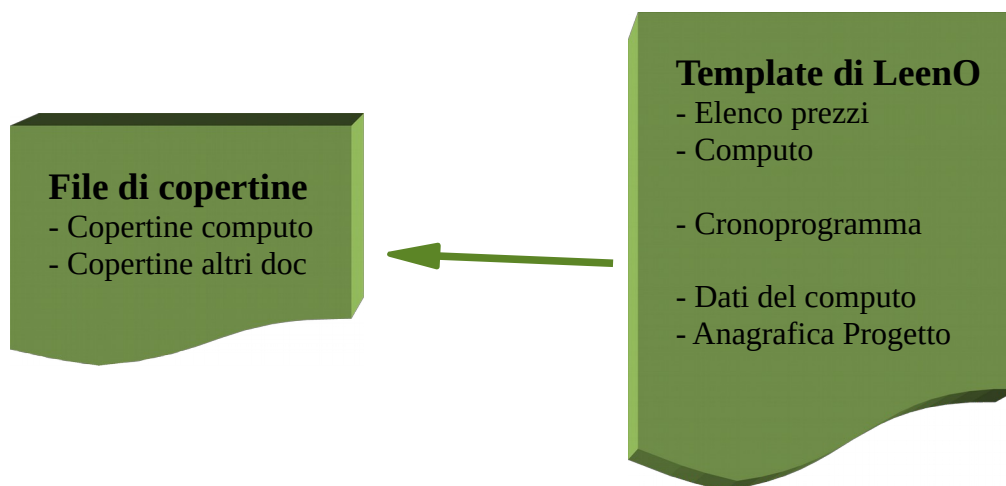 File di copertine
- Copertine computo
- Copertine altri doc
Template di LeenO
- Elenco prezzi
- Computo
- Cronoprogramma
- Dati del computo
- Anagrafica Progetto